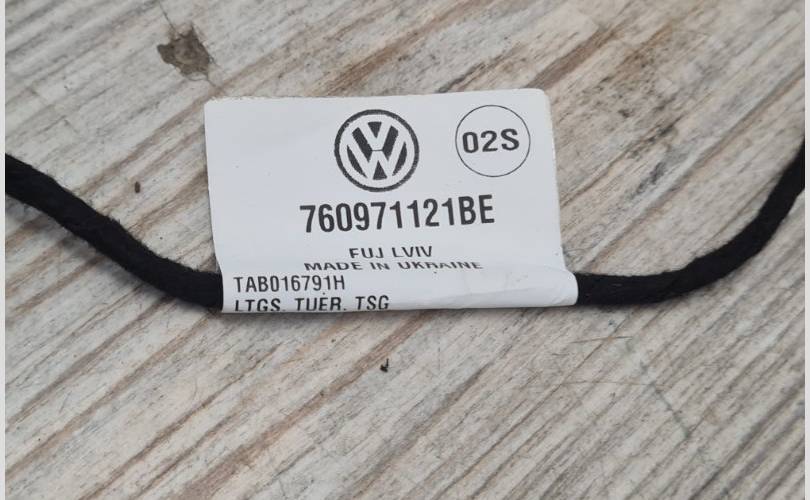 02S
760971121BE
FUJ LVIV
MADE IN UKRAINE
TAB016791H
LTGS. TUER. TSG